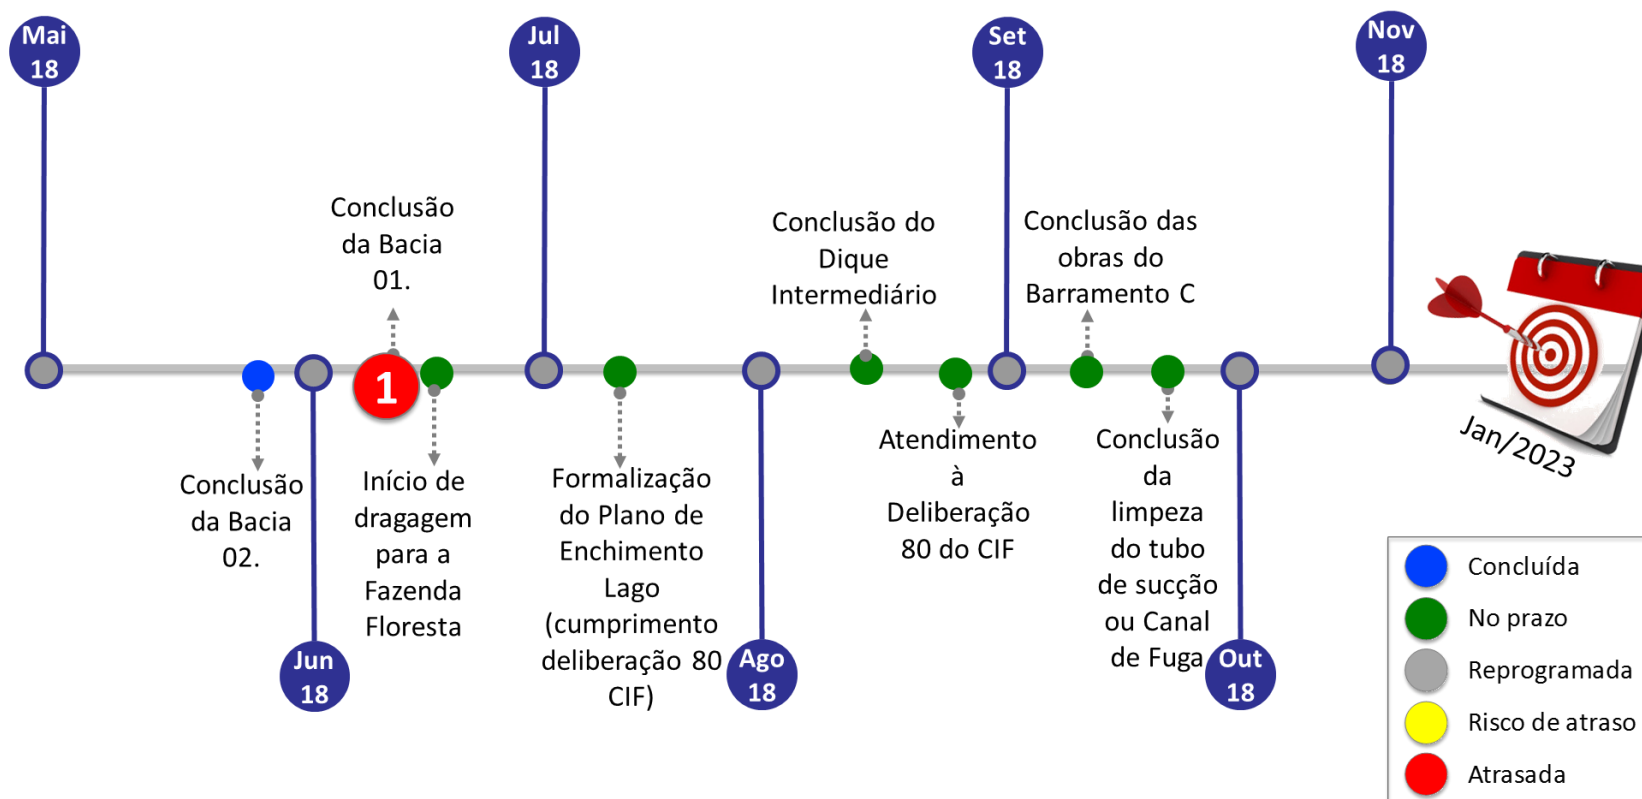 Mai
18
Jul
18
Set
18
Nov
18
Conclusão
da Bacia
01.
Conclusão do
Dique
Intermediário
Conclusão das
obras do
Barramento C
1
Jan/2023
Conclusão
da Bacia
02.
Início de
dragagem
para a
Fazenda
Floresta
Formalização
do Plano de
Enchimento
Lago
(cumprimento
deliberação 80
CIF)
Atendimento
à
Deliberação
80 do CIF
Conclusão
da
limpeza
do tubo
de sucção
ou Canal
de Fuga
Jun
18
Ago
18
Out
18
Concluída
No prazo
Reprogramada
Risco de atraso
Atrasada